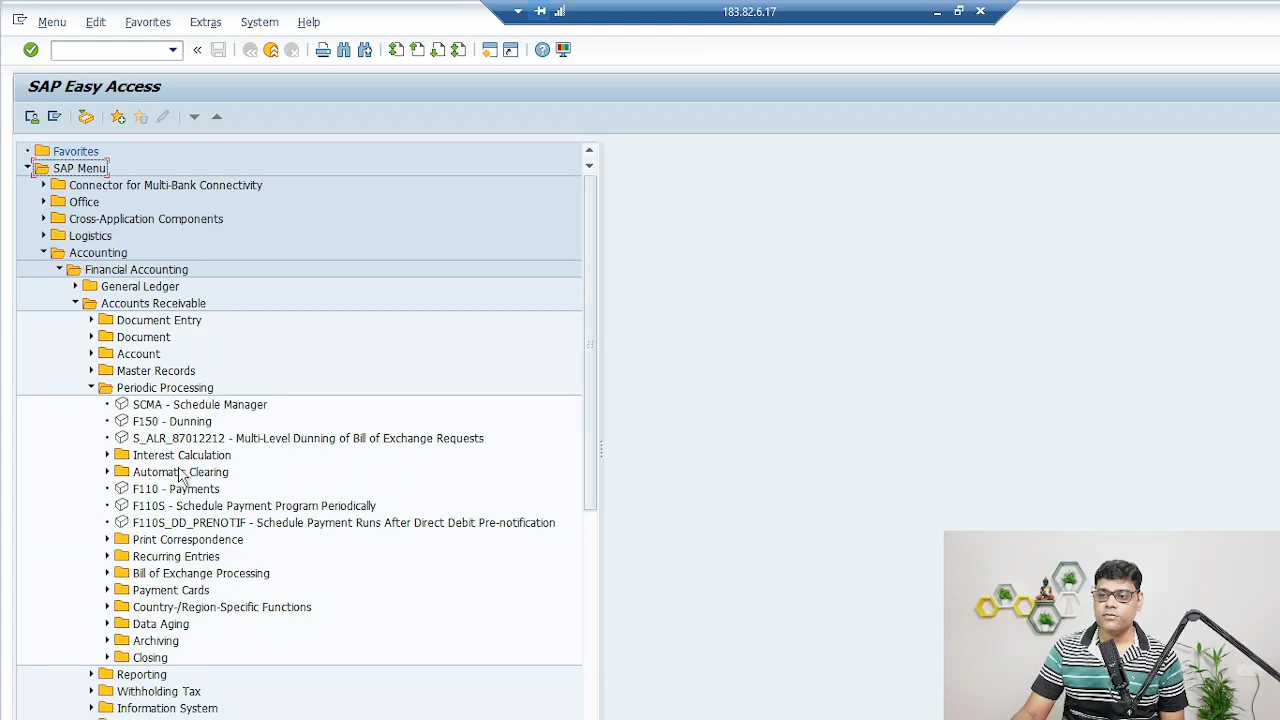 183.82.6.17
Menu Edit Favorites Extras System Help
SAP Easy Access
Favorites
SAP Menu
Connector for Multi-Bank Connectivity
Office
Cross-Application Components
Logistics
Accounting
Financial Accounting
General Ledger
Accounts Receivable
Document Entry
Document
Account
Master Records
Periodic Processing
SCMA - Schedule Manager
F150 - Dunning
S_ALR_87012212 - Multi-Level Dunning of Bill of Exchange Requests
Interest Calculation
Automatic Clearing
F110 - Payments
F110S - Schedule Payment Program Periodically
F110S_DD_PRENOTIF - Schedule Payment Runs After Direct Debit Pre-notification
Print Correspondence
Recurring Entries
Bill of Exchange Processing
Payment Cards
Country-/Region-Specific Functions
Data Aging
Archiving
Closing
Reporting
Withholding Tax
Information System